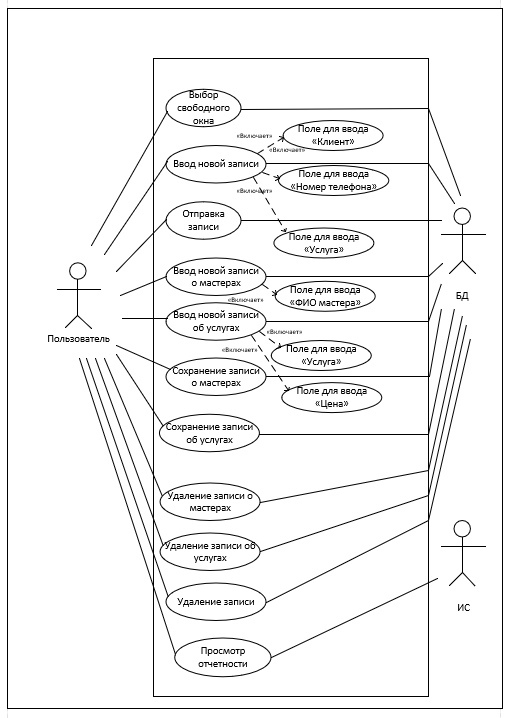 Выбор
свободного
окна
«Включает»
Поле для ввода
«Клиент»
«Включает»
Ввод новой записи
Поле для ввода
«Номер телефона»
«Включает»
Отправка
записи
Поле для ввода
«Услуга»
Ввод новой записи
о мастерах
Поле для ввода
«ФИО мастера»
«Включает»
БД
Пользователь
Ввод новой записи
об услугах
«Включает»
«Включает»
Поле для ввода
«Услуга»
Сохранение записи
о мастерах
Поле для ввода
«Цена»
Сохранение записи
об услугах
Удаление записи о
мастерах
Удаление записи об
услугах
Удаление записи
ИС
Просмотр
отчетности